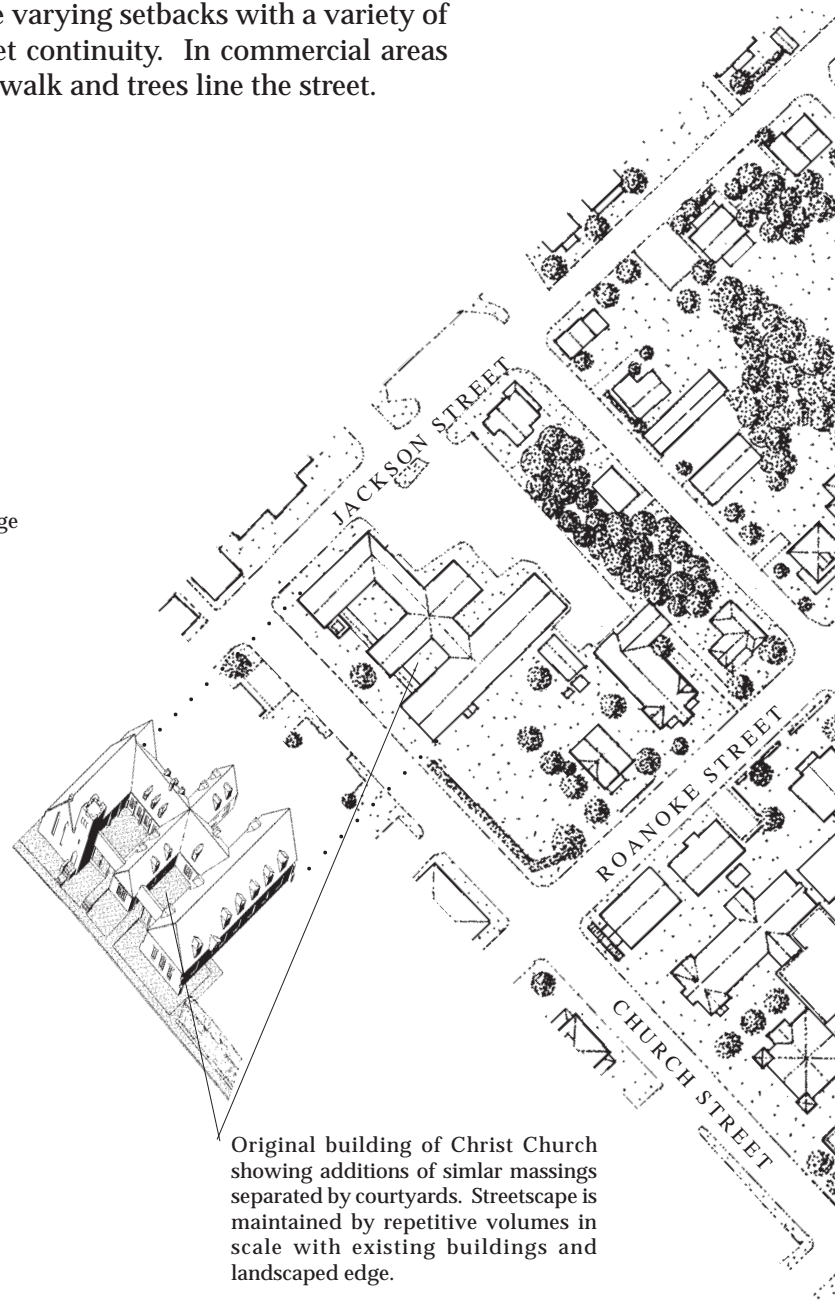 e varying setbacks with a variety of
et continuity. In commercial areas
walk and trees line the street.
JACKSON STREET
ge
ROANOKE STREET
CHURCH STREET
Original building of Christ Church
showing additions of simlar massings
separated by courtyards. Streetscape is
maintained by repetitive volumes in
scale with existing buildings and
landscaped edge.